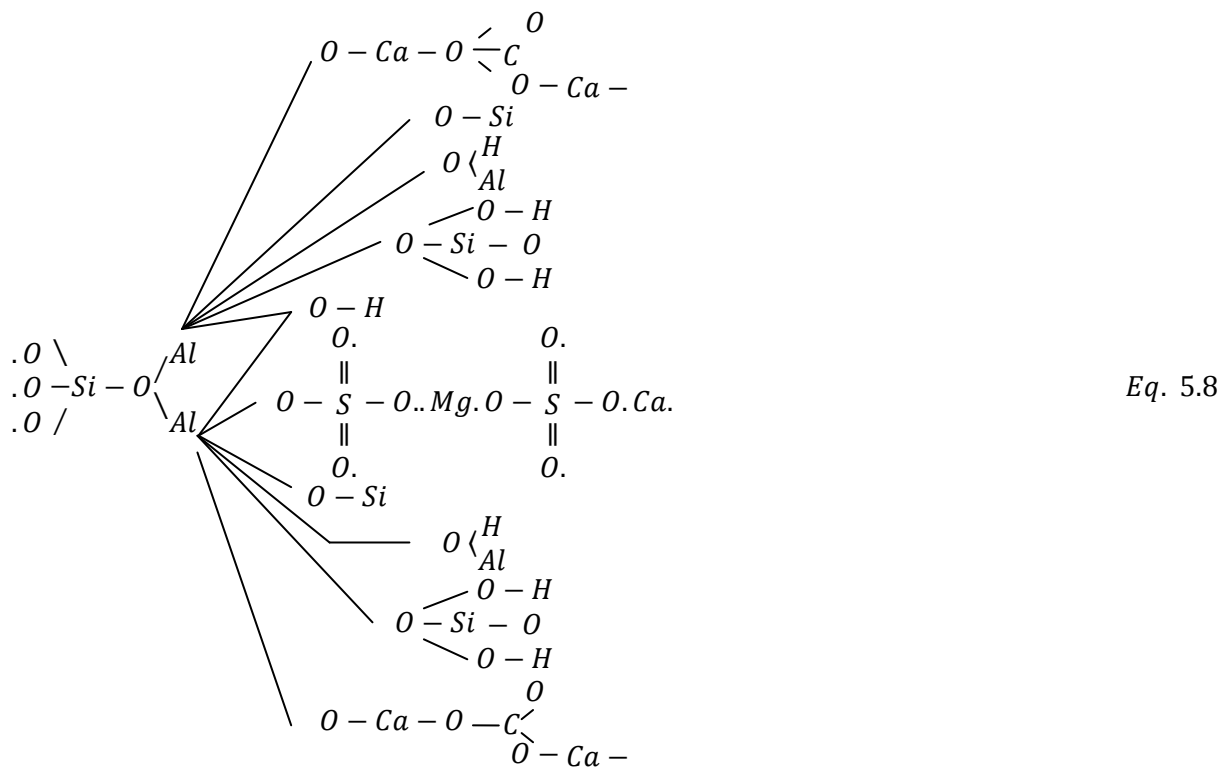 O
O − Ca − O − C
O − Ca −
O − Si
H
O ⟨
Al
O − H
O − Si − O
O − H
O − H
O. O.
.O \ Al
‖ ‖
.O − Si − O O − S − O.. Mg. O − S − O. Ca. Eq. 5.8
.O / Al
‖ ‖
O. O.
O − Si
H
O ⟨
Al
O − H
O − Si − O
O − H
O
O − Ca − O − C
O − Ca −